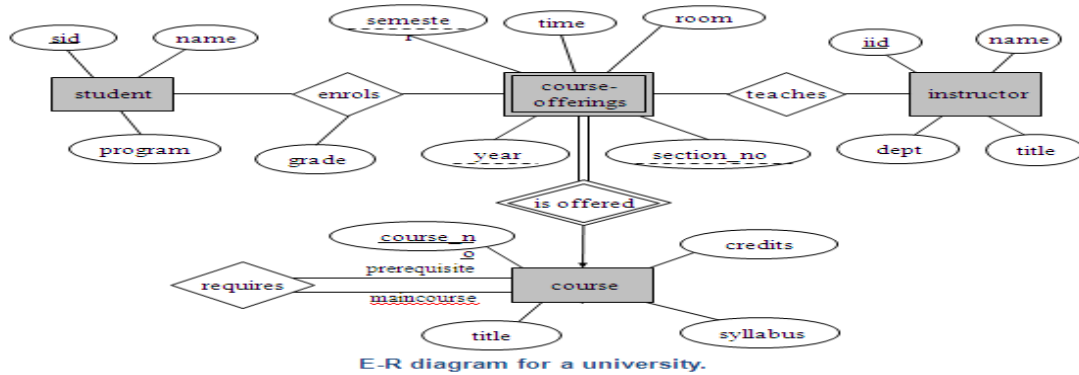 semeste
r
time
room
sid
name
iid
name
student
enrols
course-
offerings
teaches
instructor
program
grade
year
section_no
dept
title
is offered
course_n
o
credits
prerequisite
requires
course
maincourse
title
syllabus
E-R diagram for a university.